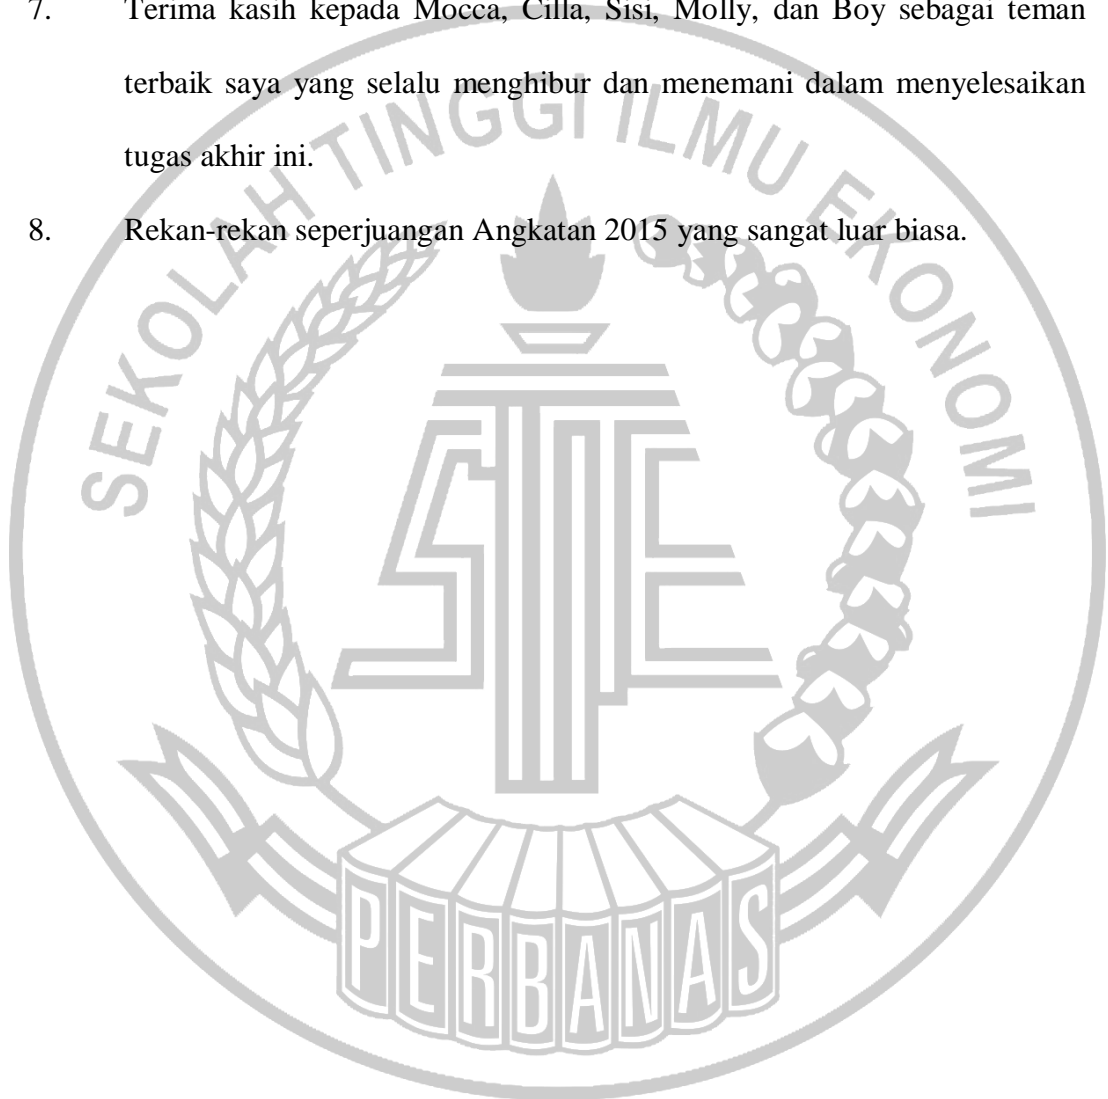 7. Terima kasih kepada Mocca, Cilla, Sisi, Molly, dan Boy sebagai teman
terbaik saya yang selalu menghibur dan menemani dalam menyelesaikan
tugas akhir ini.
8. Rekan-rekan seperjuangan Angkatan 2015 yang sangat luar biasa.
SEKOLAH TINGGI ILMU EKONOMI
STIE
PERBANAS